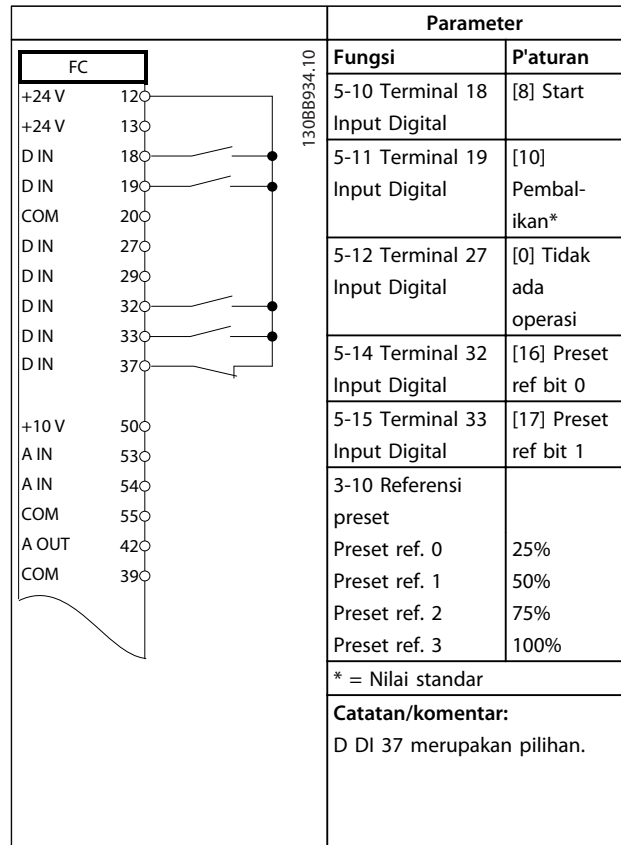 Parameter
FC
+24 V 12
+24 V 13
D IN 18
D IN 19
COM 20
D IN 27
D IN 29
D IN 32
D IN 33
D IN 37
+10 V 50
A IN 53
A IN 54
COM 55
A OUT 42
COM 39
130BB934.10
Fungsi P'aturan
5-10 Terminal 18 [8] Start
Input Digital
5-11 Terminal 19 [10]
Input Digital Pembal-
ikan*
5-12 Terminal 27 [0] Tidak
Input Digital ada
operasi
5-14 Terminal 32 [16] Preset
Input Digital ref bit 0
5-15 Terminal 33 [17] Preset
Input Digital ref bit 1
3-10 Referensi
preset
Preset ref. 0 25%
Preset ref. 1 50%
Preset ref. 2 75%
Preset ref. 3 100%
* = Nilai standar
Catatan/komentar:
D DI 37 merupakan pilihan.